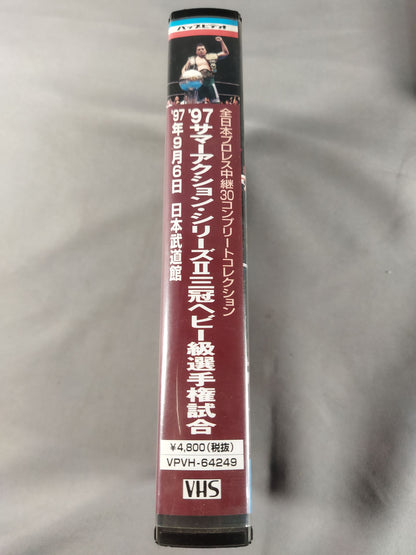 バップビデオ
全日本プロレス中継30コンプリートコレクション
'97サマーアクション・シリーズII三冠ヘビー級選手権試合
'97年9月6日 日本武道館
¥4,800(税抜)
VPVH-64249
VHS